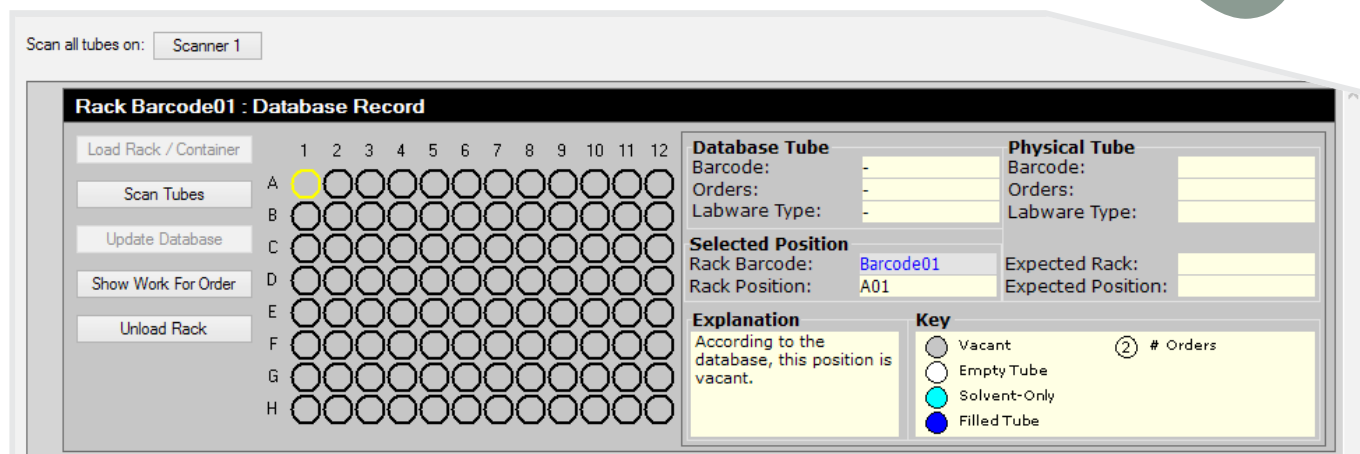 Scan all tubes on: Scanner 1
Rack Barcode01 : Database Record
Load Rack / Container
Scan Tubes
Update Database
Show Work For Order
Unload Rack
1 2 3 4 5 6 7 8 9 10 11 12
A
B
C
D
E
F
G
H
Database Tube
Barcode: -
Orders: -
Labware Type: -
Physical Tube
Barcode:
Orders:
Labware Type:
Selected Position
Rack Barcode: Barcode01
Rack Position: A01
Expected Rack:
Expected Position:
Explanation
According to the
database, this position is
vacant.
Key
Vacant
2 # Orders
Empty Tube
Solvent-Only
Filled Tube